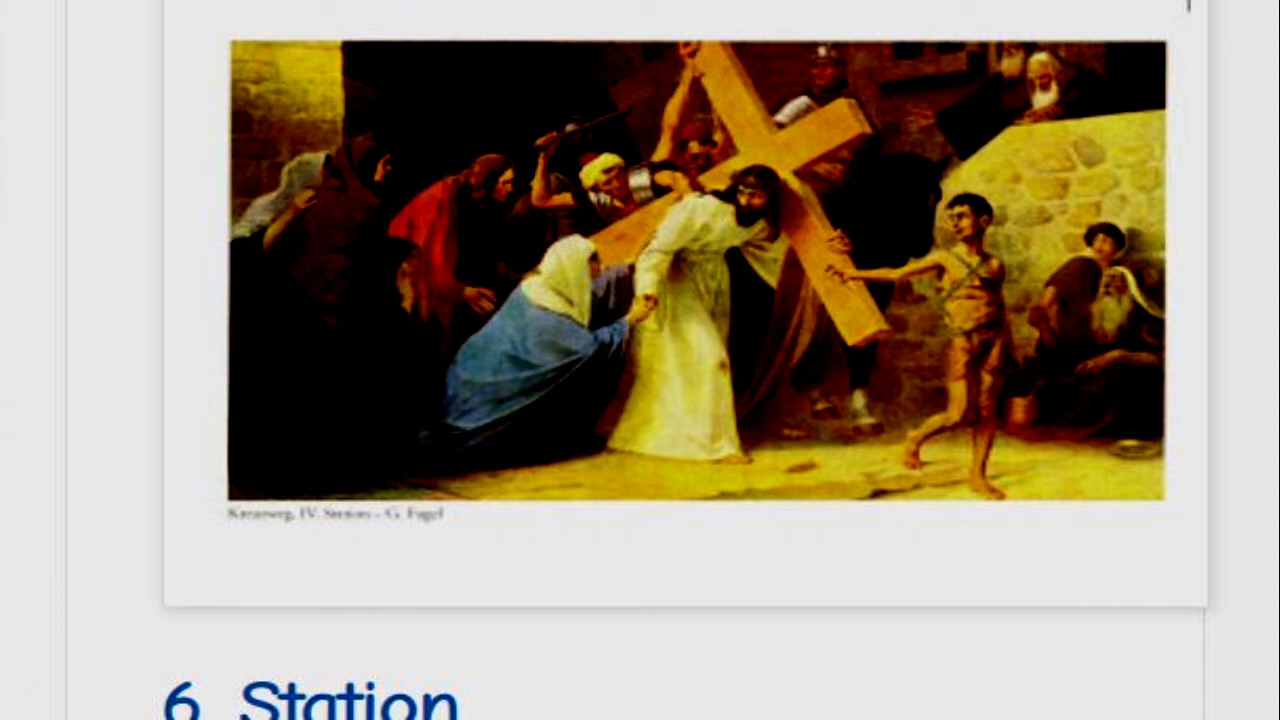 Kreuzweg, IV. Station – G. Fugel
6. Station